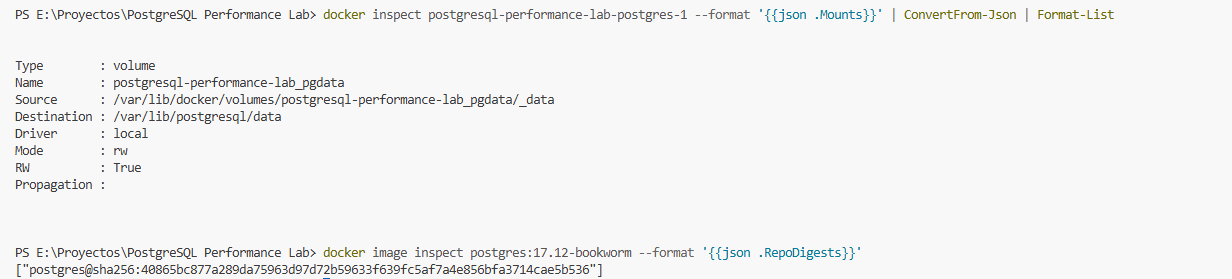 PS E:\Proyectos\PostgreSQL Performance Lab> docker inspect postgresql-performance-lab-postgres-1 --format '{{json .Mounts}}' | ConvertFrom-Json | Format-List
Type        : volume
Name        : postgresql-performance-lab_pgdata
Source      : /var/lib/docker/volumes/postgresql-performance-lab_pgdata/_data
Destination : /var/lib/postgresql/data
Driver      : local
Mode        : rw
RW          : True
Propagation :
PS E:\Proyectos\PostgreSQL Performance Lab> docker image inspect postgres:17.12-bookworm --format '{{json .RepoDigests}}'
["postgres@sha256:40865bc877a289da75963d97d72b59633f639fc5af7a4e856bfa3714cae5b536"]